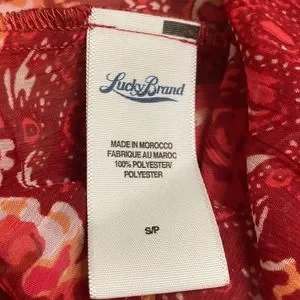 Lucky Brand
MADE IN MOROCCO
FABRIQUE AU MAROC
100% POLYESTER/
POLYESTER
S/P